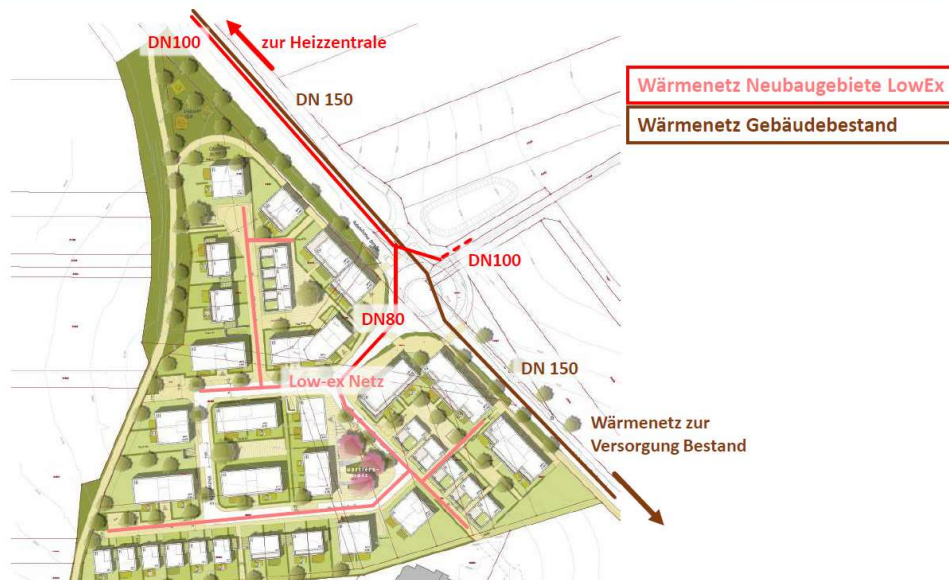 DN100
zur Heizzentrale
DN 150
Wärmenetz Neubaugebiete LowEx
Wärmenetz Gebäudebestand
DN100
DN80
DN 150
Low-ex Netz
Wärmenetz zur
Versorgung Bestand